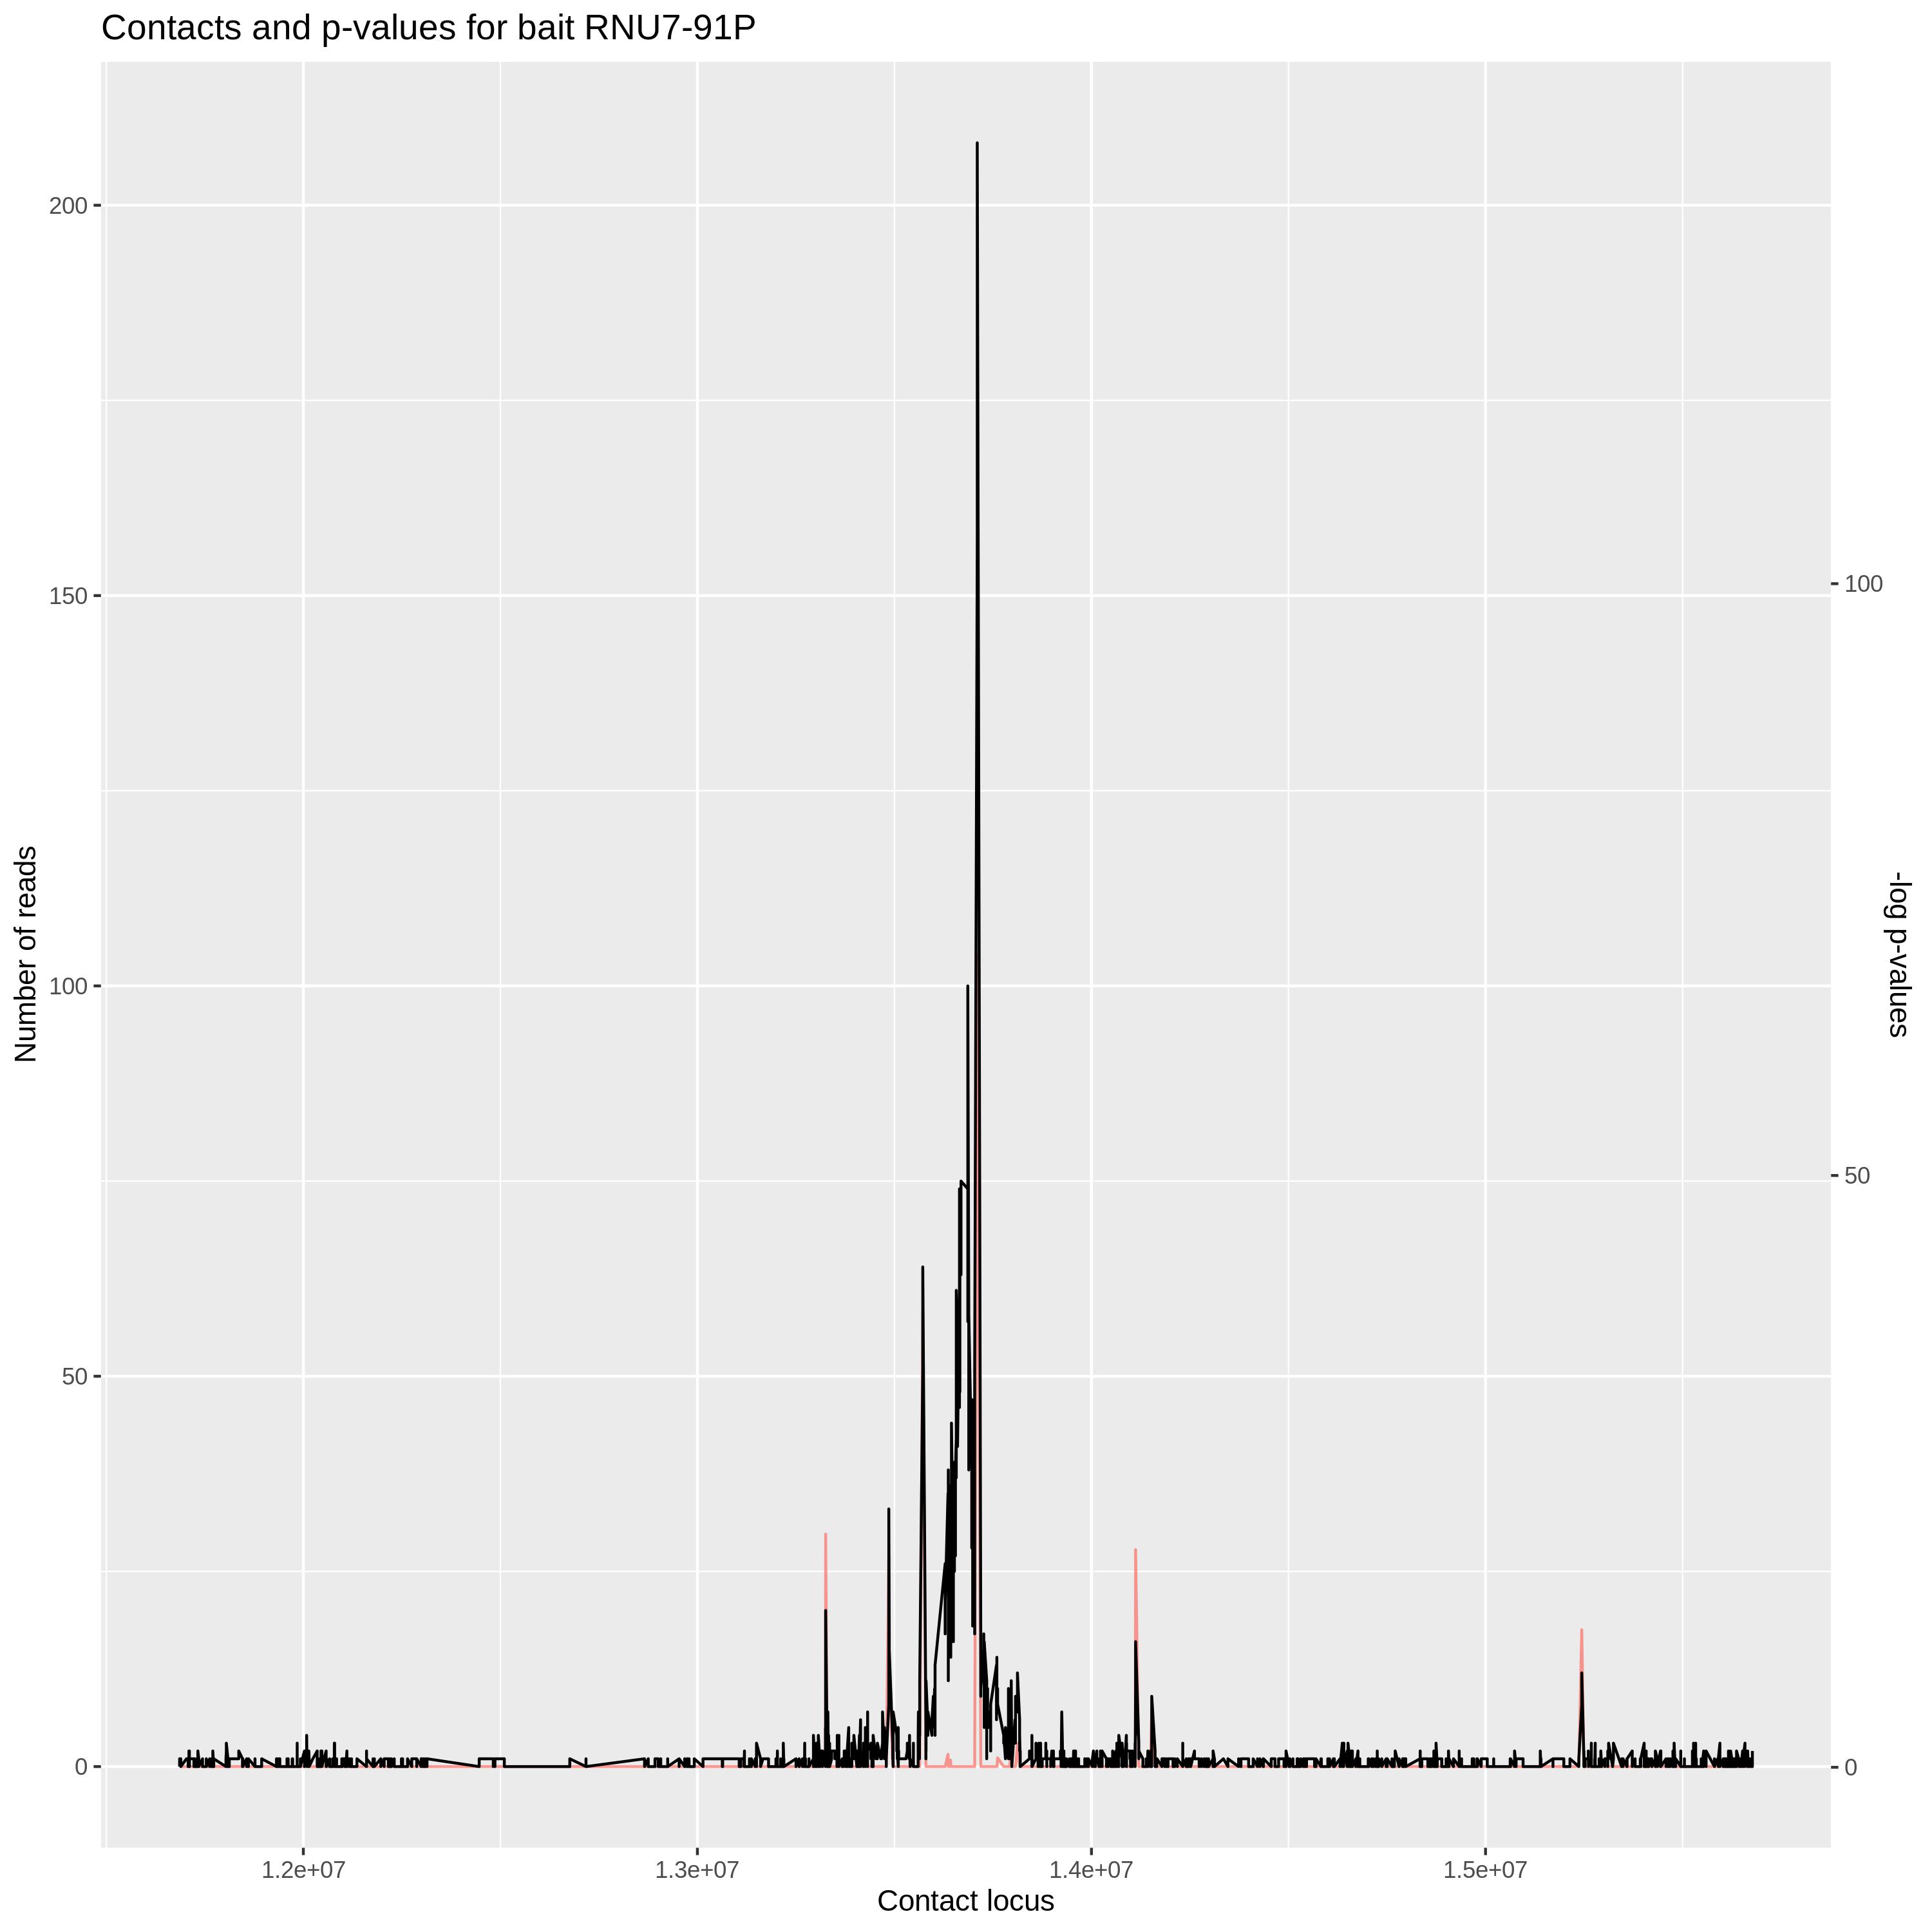 Contacts and p-values for bait RNU7-91P
Number of reads
200
150
100
50
0
100
50
0
-log p-values
1.2e+07
1.3e+07
1.4e+07
1.5e+07
Contact locus